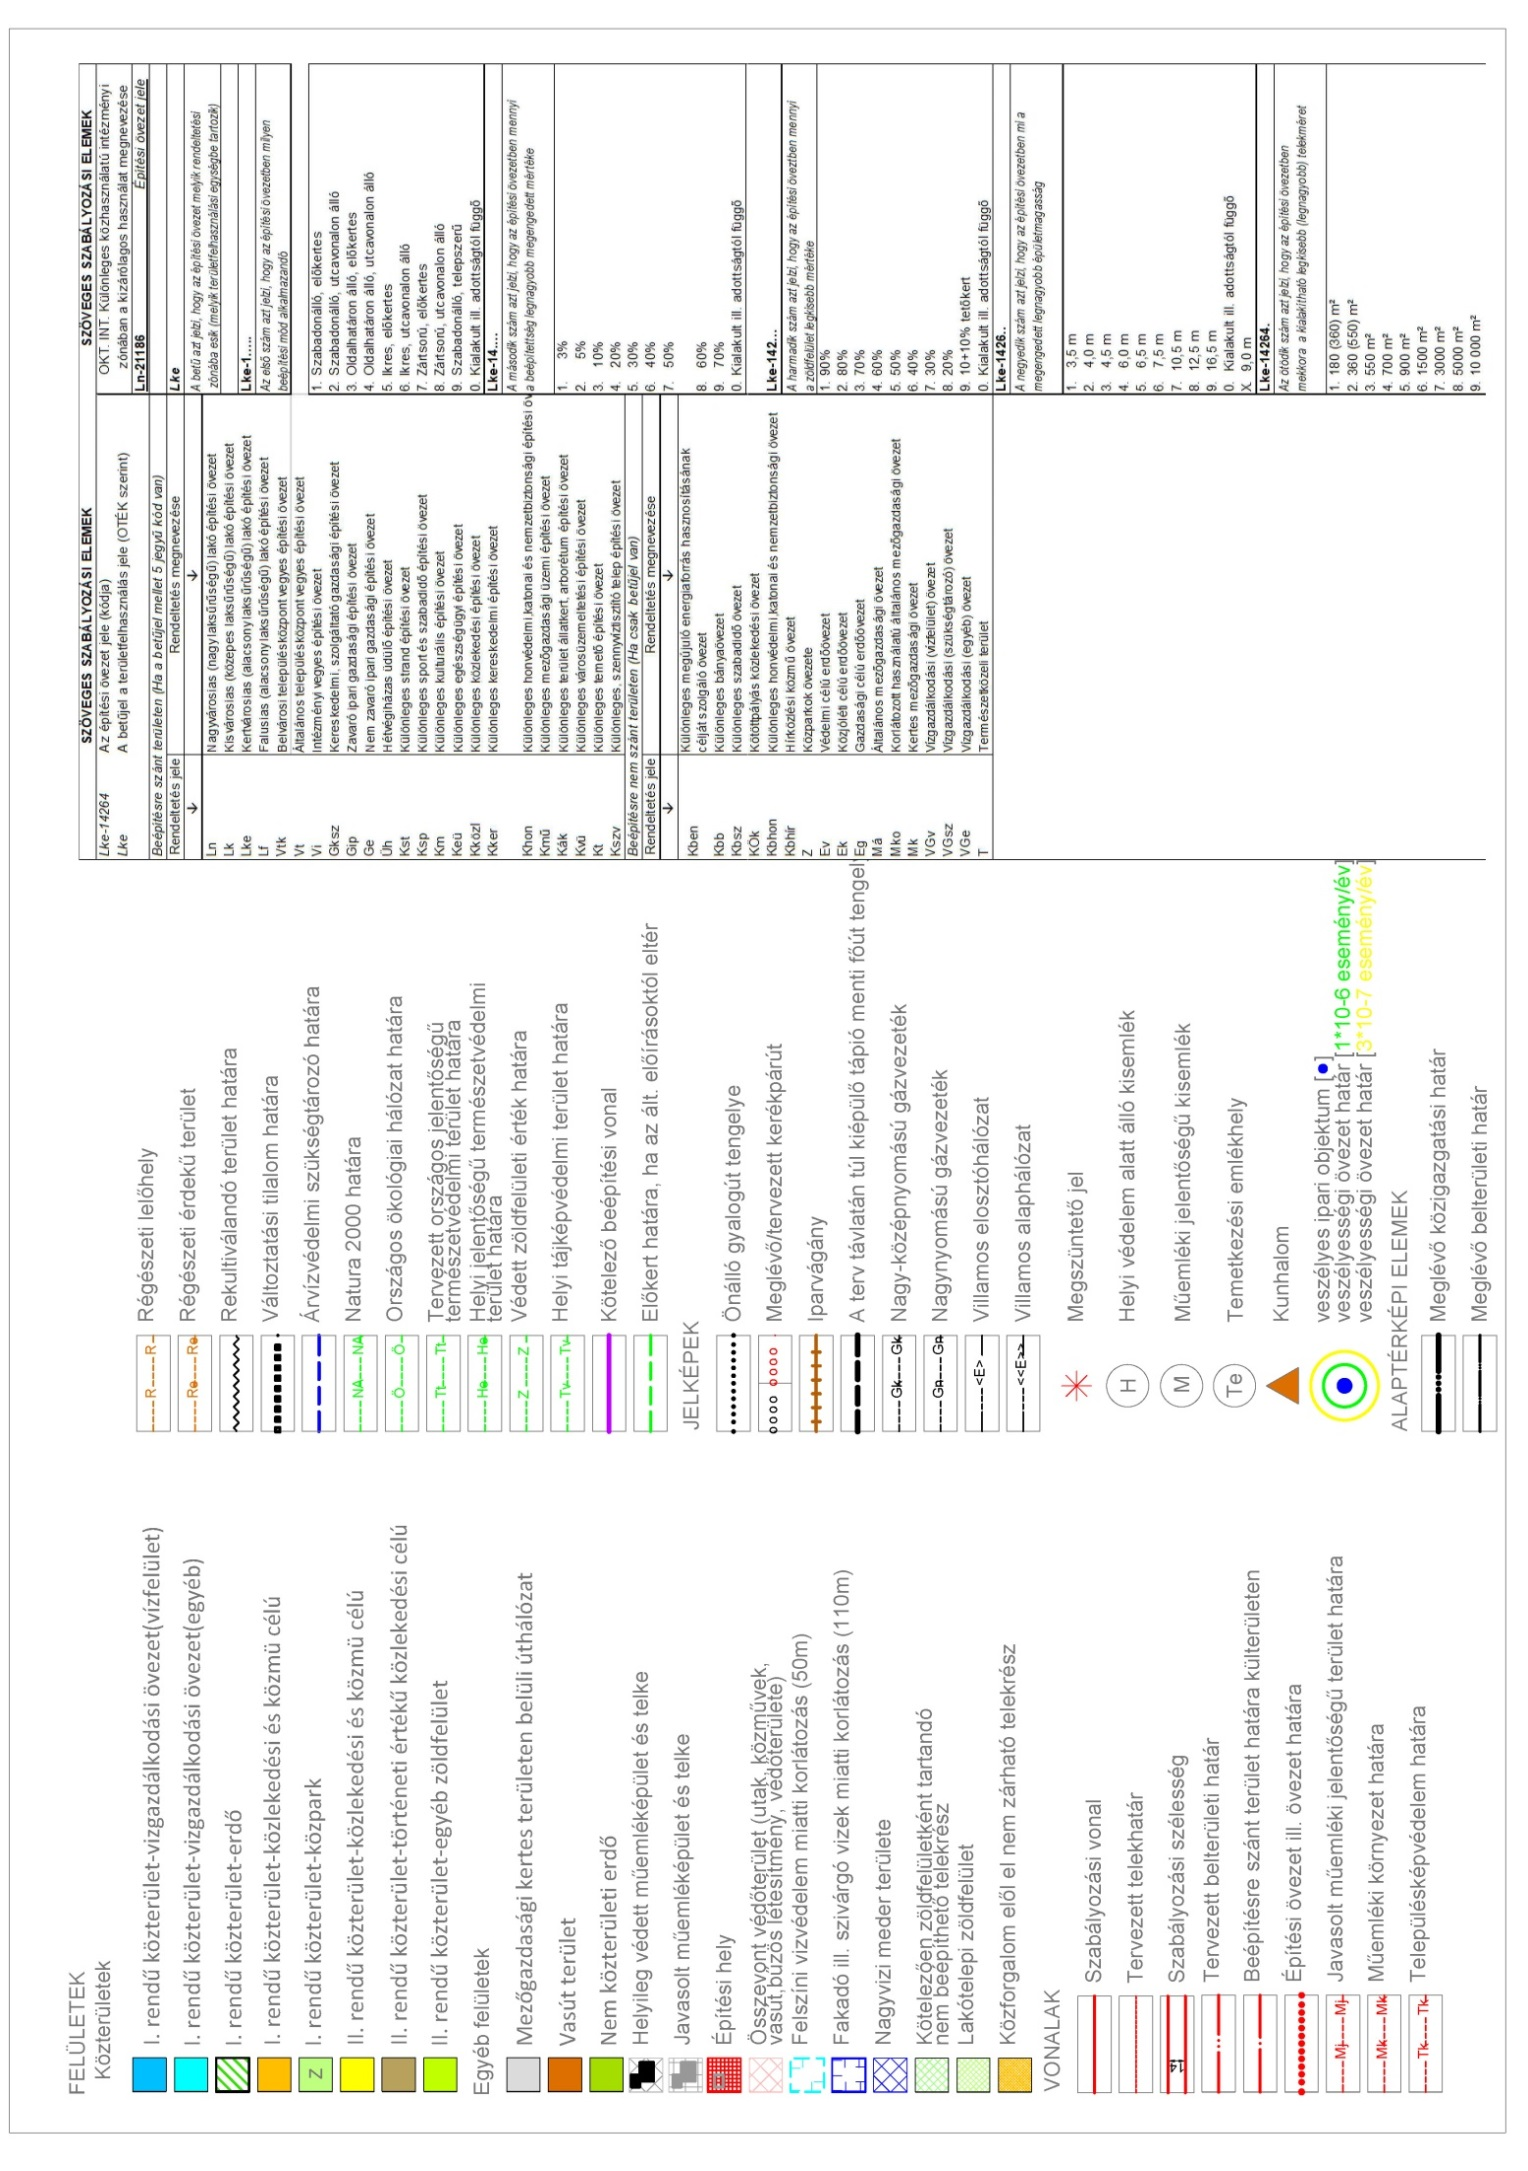 FELÜLETEK
Közterületek
I. rendű közterület-vizgazdálkodási övezet(vízfelület)
I. rendű közterület-vizgazdálkodási övezet(egyéb)
I. rendű közterület-erdő
I. rendű közterület-közlekedési és közmü célú
Z I. rendű közterület-közpark
II. rendű közterület-közlekedési és közmű célú
II. rendű közterület-történeti értékű közlekedési célú
II. rendű közterület-egyéb zöldfelület
Egyéb felületek
Mezőgazdasági kertes területen belüli úthálózat
Vasút terület
Nem közterületi erdő
Helyileg védett műemléképület és telke
Javasolt műemléképület és telke
Építési hely
Összevont védőterület (utak, közművek,
vasút,bűzös létesítmény, védőterülete)
Felszíni vizvédelem miatti korlátozás (50m)
Fakadó ill. szivárgó vizek miatti korlátozás (110m)
Nagyvizi meder területe
Kötelezően zöldfelületként tartandó
nem beépíthető telekrész
Lakótelepi zöldfelület
Közforgalom elöl el nem zárható telekrész
VONALAK
Szabályozási vonal
Tervezett telekhatár
Szabályozási szélesség
Tervezett belterületi határ
Beépítésre szánt terület határa külterületen
Építési övezet ill. övezet határa
----Mj----Mj- Javasolt műemléki jelentőségű terület határa
----Mk----Mk- Műemléki környezet határa
----Tk----Tk- Településképvédelem határa
----R----R- Régészeti lelőhely
----Re----Re Régészeti érdekű terület
Rekultiválandó terület határa
Változtatási tilalom határa
Árvízvédelmi szükségtározó határa
----NA----NA Natura 2000 határa
----Ö----Ö- Országos ökológiai hálózat határa
----Tt----Tt- Tervezett országos jelentőségű
természetvédelmi terület határa
----He----He Helyi jelentőségű természetvédelmi
terület határa
----Z ----Z - Védett zöldfelületi érték határa
----Tv----Tv- Helyi tájképvédelmi terület határa
Kötelező beépítési vonal
Előkert határa, ha az ált. előírásoktól eltér
JELKÉPEK
Önálló gyalogút tengelye
Meglévő/tervezett kerékpárút
Iparvágány
A terv távlatán túl kiépülő tápió menti főút tengely
----Gk----Gk Nagy-középnyomású gázvezeték
----Gn----Gn Nagynyomású gázvezeték
<E> Villamos elosztóhálózat
<<E>> Villamos alaphálózat
Megszüntető jel
H Helyi védelem alatt álló kisemlék
M Műemléki jelentőségű kisemlék
Te Temetkezési emlékhely
Kunhalom
veszélyes ipari objektum [ ]
veszélyességi övezet határ [1*10-6 esemény/év]
veszélyességi övezet határ [3*10-7 esemény/év]
ALAPTÉRKÉPI ELEMEK
Meglévő közigazgatási határ
Meglévő belterületi határ
SZÖVEGES SZABÁLYOZÁSI ELEMEK
Lke-14264 Az építési övezet jele (kódja)
Lke A betűjel a területfelhasználás jele (OTÉK szerint)
Beépítésre szánt területen (Ha a betűjel mellet 5 jegyű kód van)
Rendeltetés jele Rendeltetés megnevezése
↓ ↓
Ln Nagyvárosias (nagy laksűrűségű) lakó építési övezet
Lk Kisvárosias (közepes laksűrűségű) lakó építési övezet
Lke Kertvárosias (alacsony laksűrűségű) lakó építési övezet
Lf Falusias (alacsony laksűrűségű) lakó építési övezet
Vtk Belvárosi településközpont vegyes építési övezet
Vt Általános településközpont vegyes építési övezet
Vi Intézményi vegyes építési övezet
Gksz Kereskedelmi, szolgáltató gazdasági építési övezet
Gip Zavaró ipari gazdasági építési övezet
Ge Nem zavaró ipari gazdasági építési övezet
Üh Hétvégiházas üdülő építési övezet
Kst Különleges strand építési övezet
Ksp Különleges sport és szabadidő építési övezet
Km Különleges kulturális építési övezet
Keü Különleges egészségügyi építési övezet
Kközl Különleges közlekedési építési övezet
Kker Különleges kereskedelmi építési övezet
Khon Különleges honvédelmi,katonai és nemzetbiztonsági építési öv
Kmű Különleges mezőgazdasági üzemi építési övezet
Kák Különleges terület állatkert, arborétum építési övezet
Kvü Különleges városüzemeltetési építési övezet
Kt Különleges temető építési övezet
Kszv Különleges, szennyvíztisztító telep építési övezet
Beépítésre nem szánt területen (Ha csak betűjel van)
Rendeltetés jele Rendeltetés megnevezése
↓ ↓
Kben Különleges megújuló energiaforrás hasznosításának
célját szolgáló övezet
Kbb Különleges bányaövezet
Kbsz Különleges szabadidő övezet
KÖk Kötöttpályás közlekedési övezet
Kbhon Különleges honvédelmi,katonai és nemzetbiztonsági övezet
Kbhír Hírközlési közmű övezet
Z Közparkok övezete
Ev Védelmi célú erdőövezet
Ek Közjóléti célú erdőövezet
Eg Gazdasági célú erdőövezet
Má Általános mezőgazdasági övezet
Mko Korlátozott használatú általános mezőgazdasági övezet
Mk Kertes mezőgazdasági övezet
VGv Vízgazdálkodási (vízfelület) övezet
VGsz Vízgazdálkodási (szükségtározó) övezet
VGe Vízgazdálkodási (egyéb) övezet
T Természetközeli terület
SZÖVEGES SZABÁLYOZÁSI ELEMEK
OKT. INT. Különleges közhasználatú intézményi
zónában a kizárólagos használat megnevezése
Ln-21186 Építési övezet jele
Lke
A betű azt jelzi, hogy az építési övezet melyik rendeltetési
zónába esik (melyik területfelhasználási egységbe tartozik)
Lke-1.....
Az első szám azt jelzi, hogy az építési övezetben milyen
beépítési mód alkalmazandó
1. Szabadonálló, előkertes
2. Szabadonálló, utcavonalon álló
3. Oldalhatáron álló, előkertes
4. Oldalhatáron álló, utcavonalon álló
5. Ikres, előkertes
6. Ikres, utcavonalon álló
7. Zártsorú, előkertes
8. Zártsorú, utcavonalon álló
9. Szabadonálló, telepszerű
0. Kialakult ill. adottságtól függő
Lke-14....
A második szám azt jelzi, hogy az építési övezetben mennyi
a beépítettség legnagyobb megengedett mértéke
1. 3%
2. 5%
3. 10%
4. 20%
5. 30%
6. 40%
7. 50%
8. 60%
9. 70%
0. Kialakult ill. adottságtól függő
Lke-142...
A harmadik szám azt jelzi, hogy az építési övezetben mennyi
a zöldfelület legkisebb mértéke
1. 90%
2. 80%
3. 70%
4. 60%
5. 50%
6. 40%
7. 30%
8. 20%
9. 10+10% tetőkert
0. Kialakult ill. adottságtól függő
Lke-1426..
A negyedik szám azt jelzi, hogy az építési övezetben mi a
megengedett legnagyobb épületmagasság
1. 3,5 m
2. 4,0 m
3. 4,5 m
4. 6,0 m
5. 6,5 m
6. 7,5 m
7. 10,5 m
8. 12,5 m
9. 16,5 m
0. Kialakult ill. adottságtól függő
X. 9,0 m
Lke-14264.
Az ötödik szám azt jelzi, hogy az építési övezetben
mekkora a kialakítható legkisebb (legnagyobb) telekméret
1. 180 (360) m²
2. 360 (550) m²
3. 550 m²
4. 700 m²
5. 900 m²
6. 1500 m²
7. 3000 m²
8. 5000 m²
9. 10 000 m²